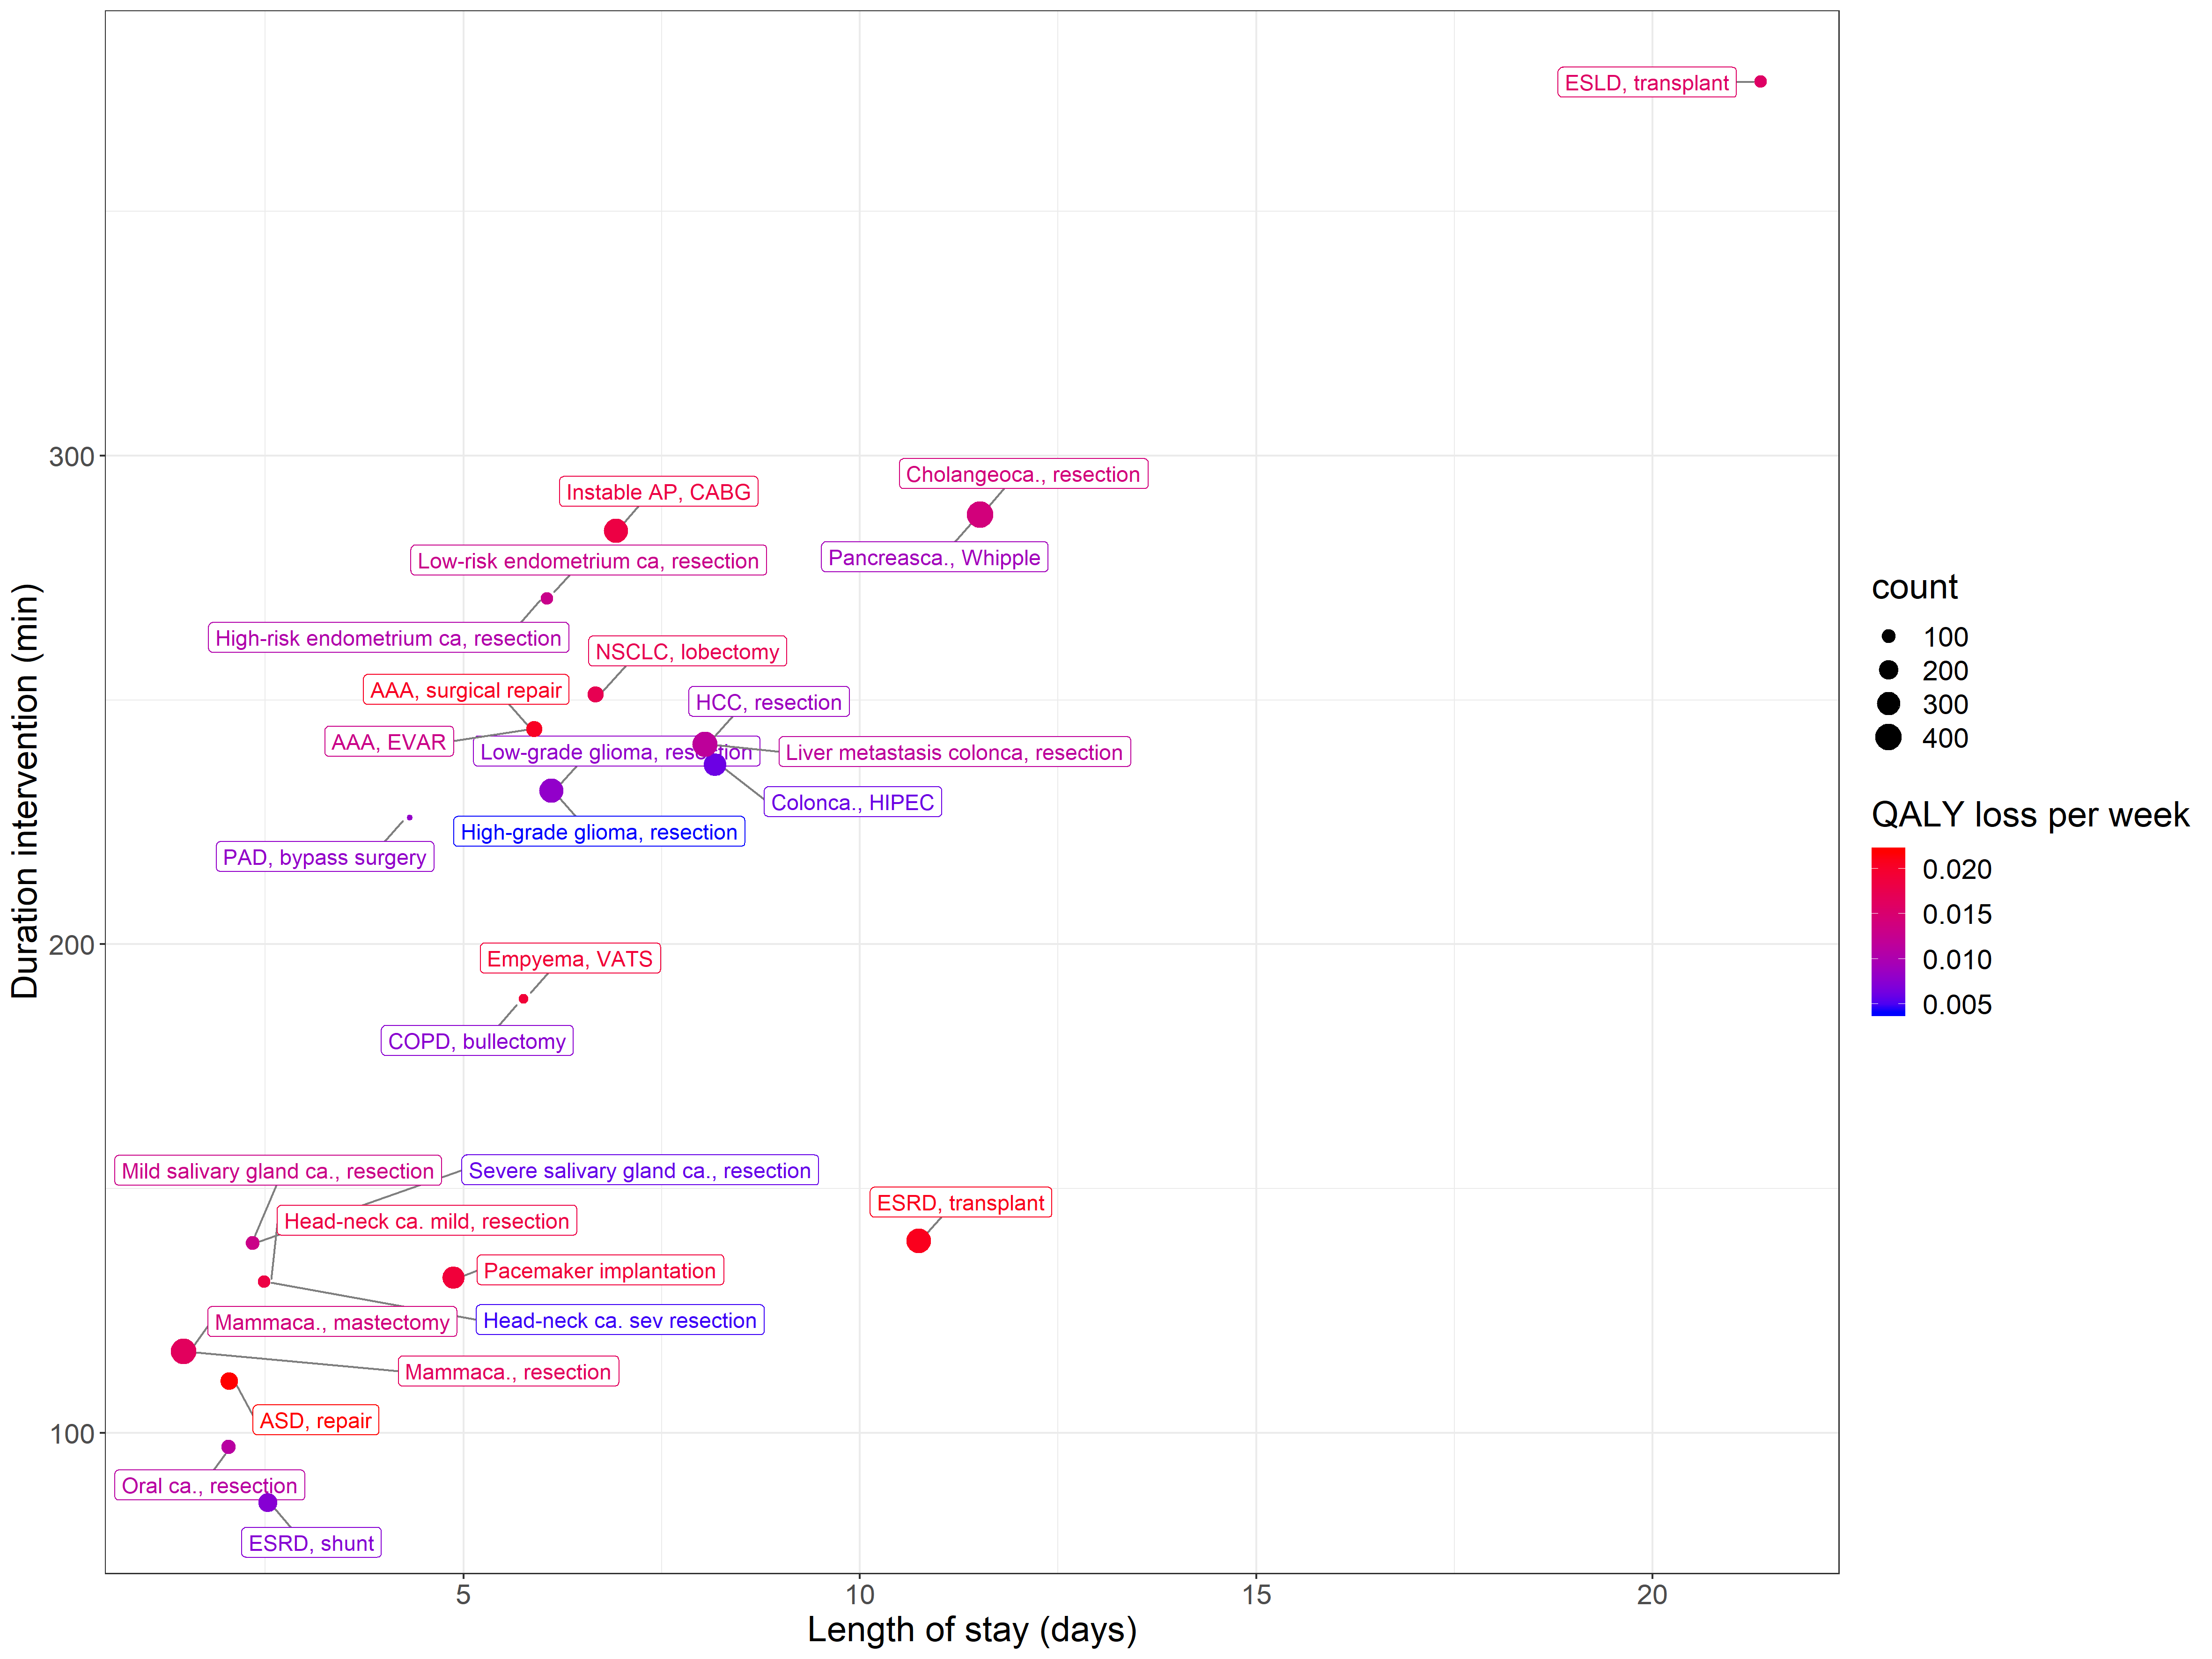 ESLD, transplant
300
Cholangeoca., resection
Instable AP, CABG
Pancreasca., Whipple
Low-risk endometrium ca, resection
High-risk endometrium ca, resection
NSCLC, lobectomy
AAA, surgical repair
HCC, resection
AAA, EVAR
Low-grade glioma, resection
Liver metastasis colonca, resection
Colonca., HIPEC
High-grade glioma, resection
PAD, bypass surgery
200
Empyema, VATS
COPD, bullectomy
Mild salivary gland ca., resection
Severe salivary gland ca., resection
ESRD, transplant
Head-neck ca. mild, resection
Pacemaker implantation
Head-neck ca. sev resection
Mammaca., mastectomy
Mammaca., resection
ASD, repair
100
Oral ca., resection
ESRD, shunt
5
10
15
20
Length of stay (days)
Duration intervention (min)
count
100
200
300
400
QALY loss per week
0.020
0.015
0.010
0.005